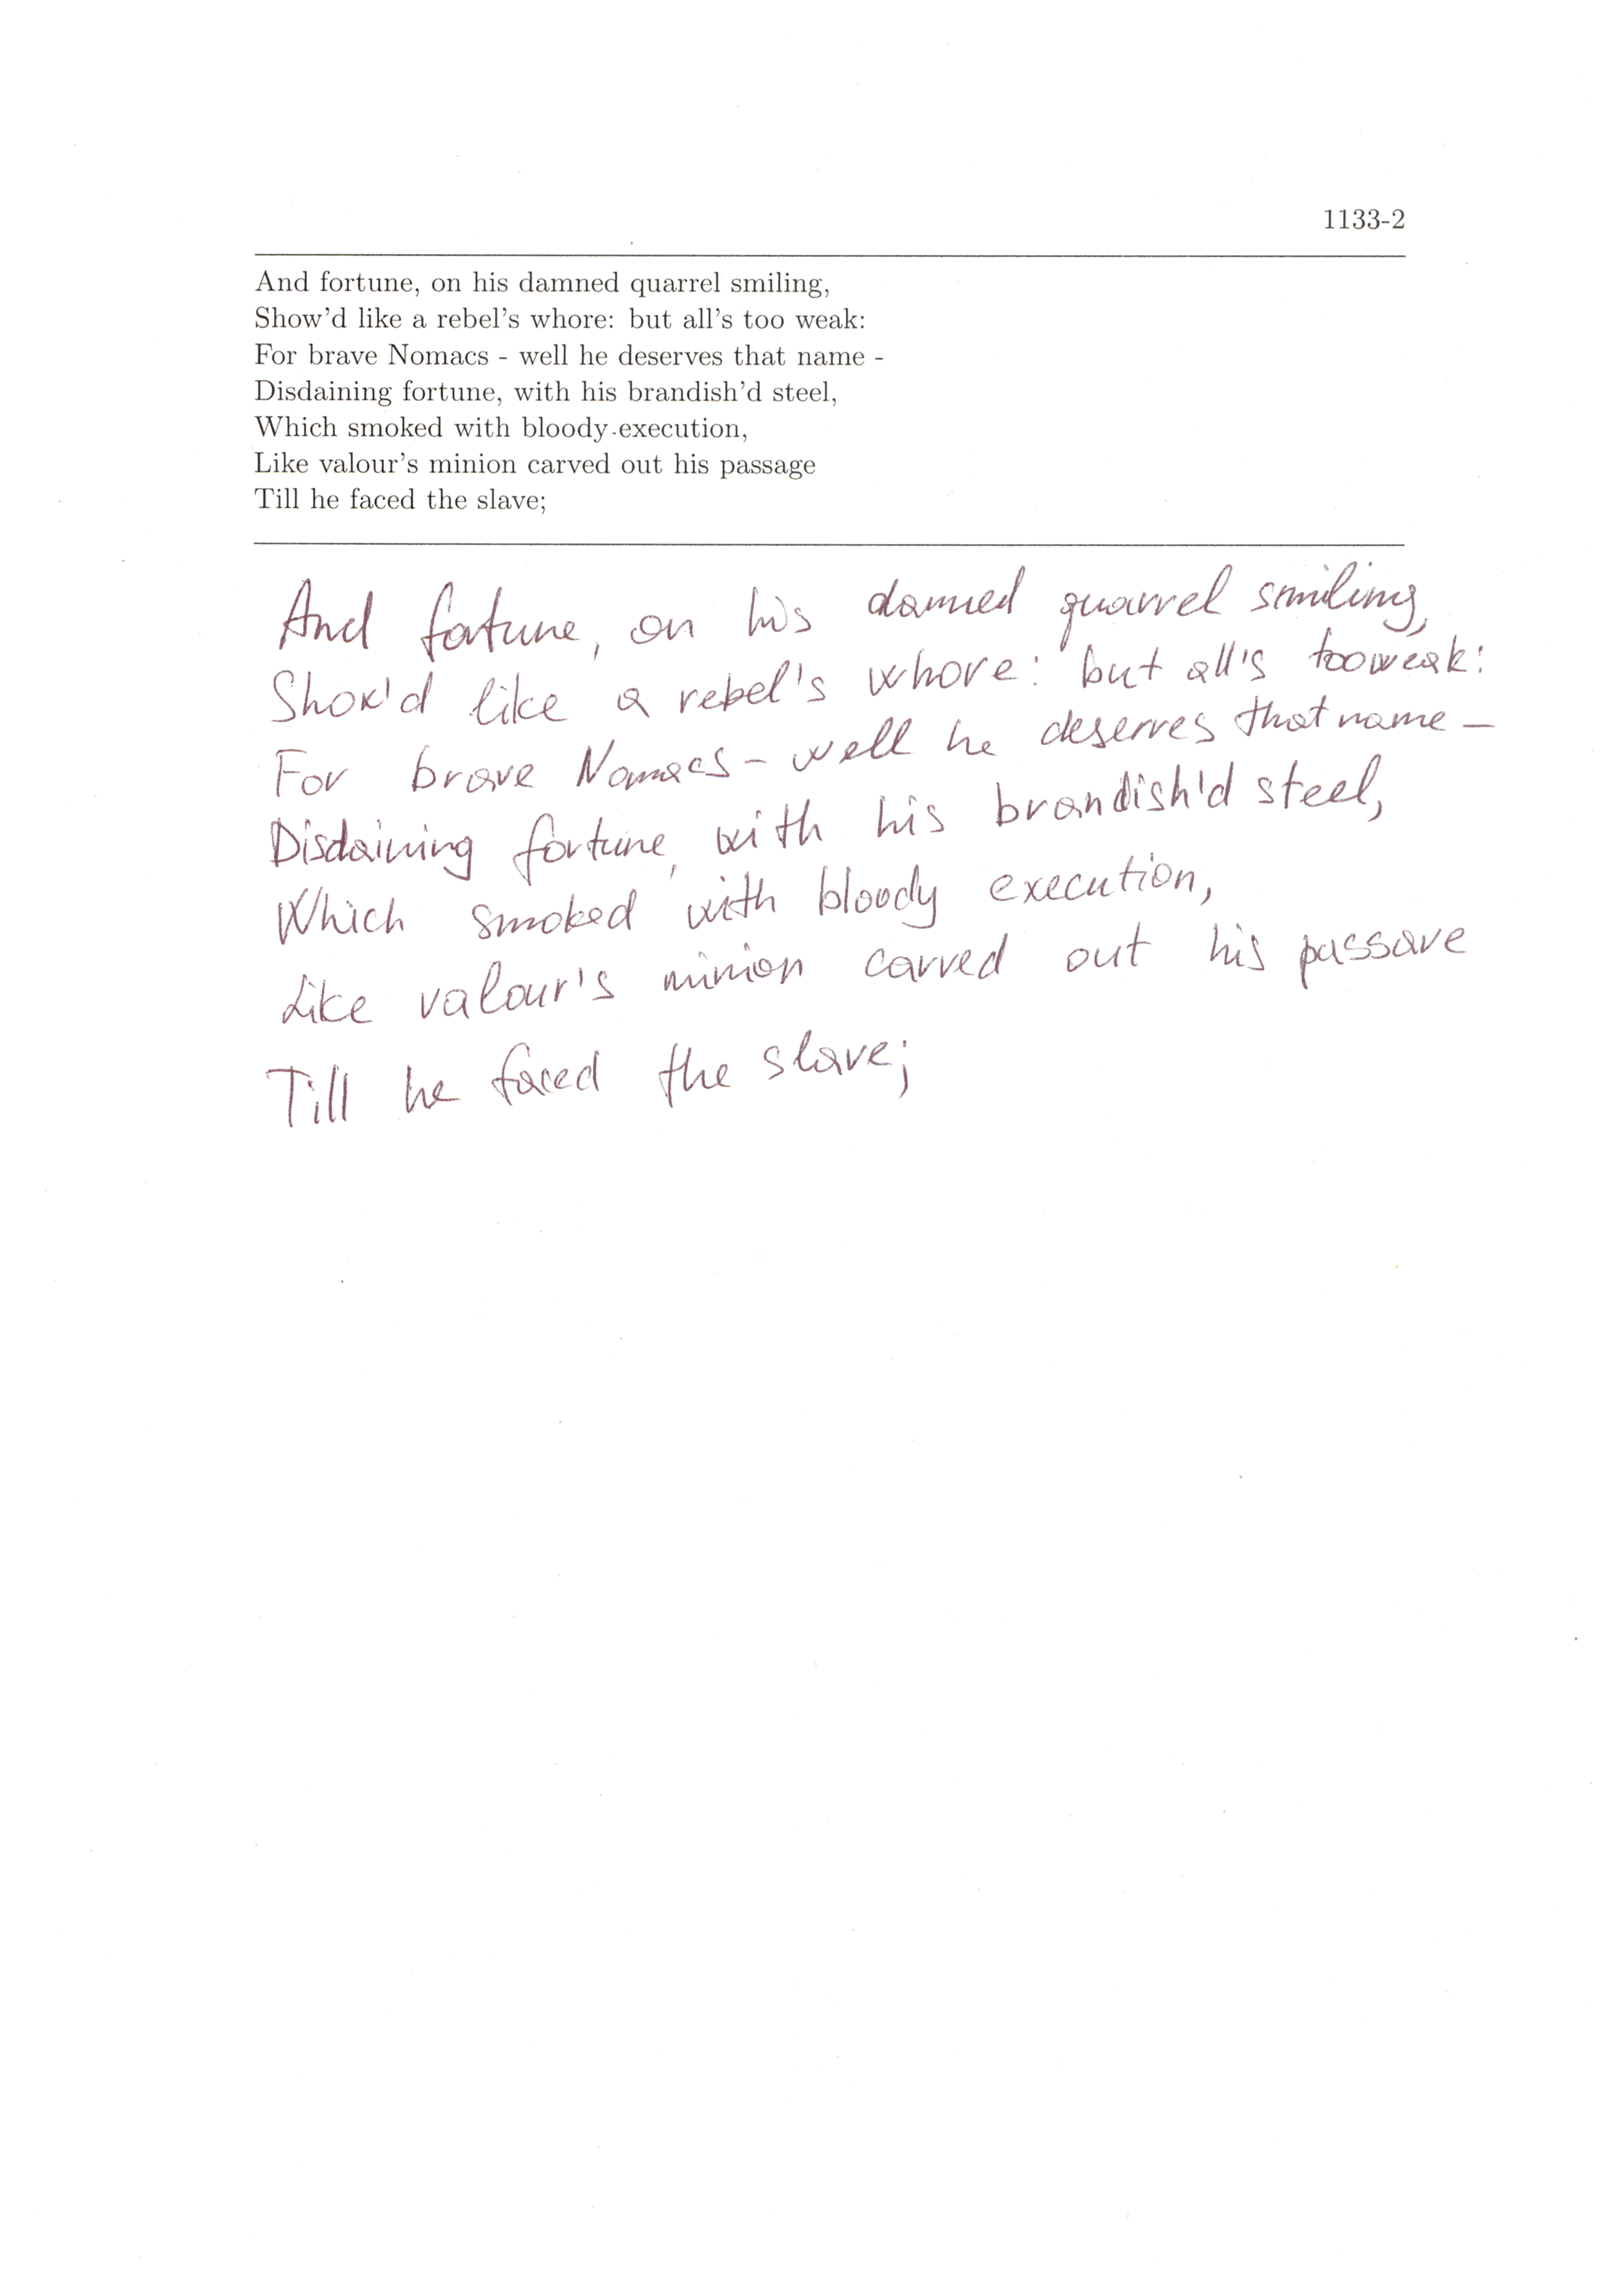 1133-2
And fortune, on his damned quarrel smiling,
Show'd like a rebel's whore: but all's too weak:
For brave Nomacs - well he deserves that name -
Disdaining fortune, with his brandish'd steel,
Which smoked with bloody execution,
Like valour's minion carved out his passage
Till he faced the slave;
And fortune, on his damned quarrel smiling,
Show'd like a rebel's whore: but all's too weak:
For brave Nomacs - well he deserves that name -
Disdaining fortune, with his brandish'd steel,
Which smoked with bloody execution,
Like valour's minion carved out his passave
Till he faced the slave;